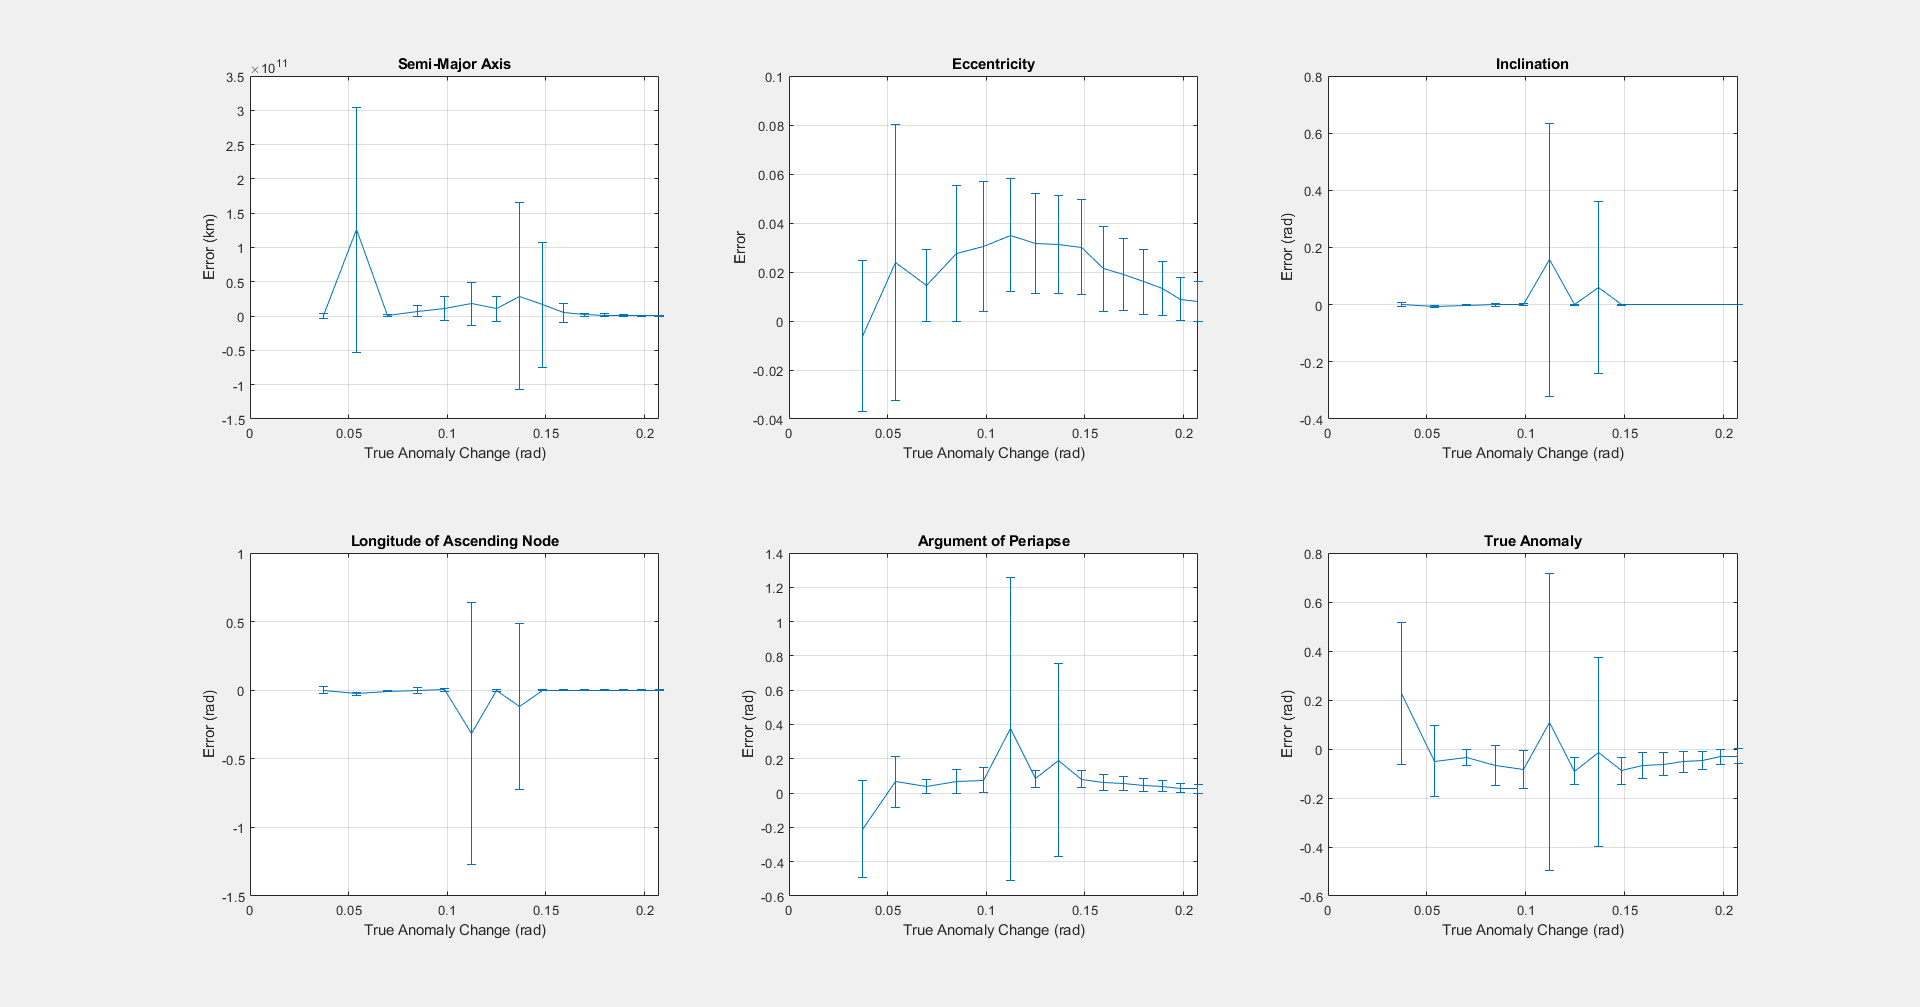 Semi-Major Axis
×10^11
3.5
3
2.5
2
1.5
1
0.5
0
-0.5
-1
-1.5
Error (km)
0 0.05 0.1 0.15 0.2
True Anomaly Change (rad)
Eccentricity
0.1
0.08
0.06
0.04
0.02
0
-0.02
-0.04
Error
0 0.05 0.1 0.15 0.2
True Anomaly Change (rad)
Inclination
0.8
0.6
0.4
0.2
0
-0.2
-0.4
Error (rad)
0 0.05 0.1 0.15 0.2
True Anomaly Change (rad)
Longitude of Ascending Node
1
0.5
0
-0.5
-1
-1.5
Error (rad)
0 0.05 0.1 0.15 0.2
True Anomaly Change (rad)
Argument of Periapse
1.4
1.2
1
0.8
0.6
0.4
0.2
0
-0.2
-0.4
-0.6
Error (rad)
0 0.05 0.1 0.15 0.2
True Anomaly Change (rad)
True Anomaly
0.8
0.6
0.4
0.2
0
-0.2
-0.4
-0.6
Error (rad)
0 0.05 0.1 0.15 0.2
True Anomaly Change (rad)